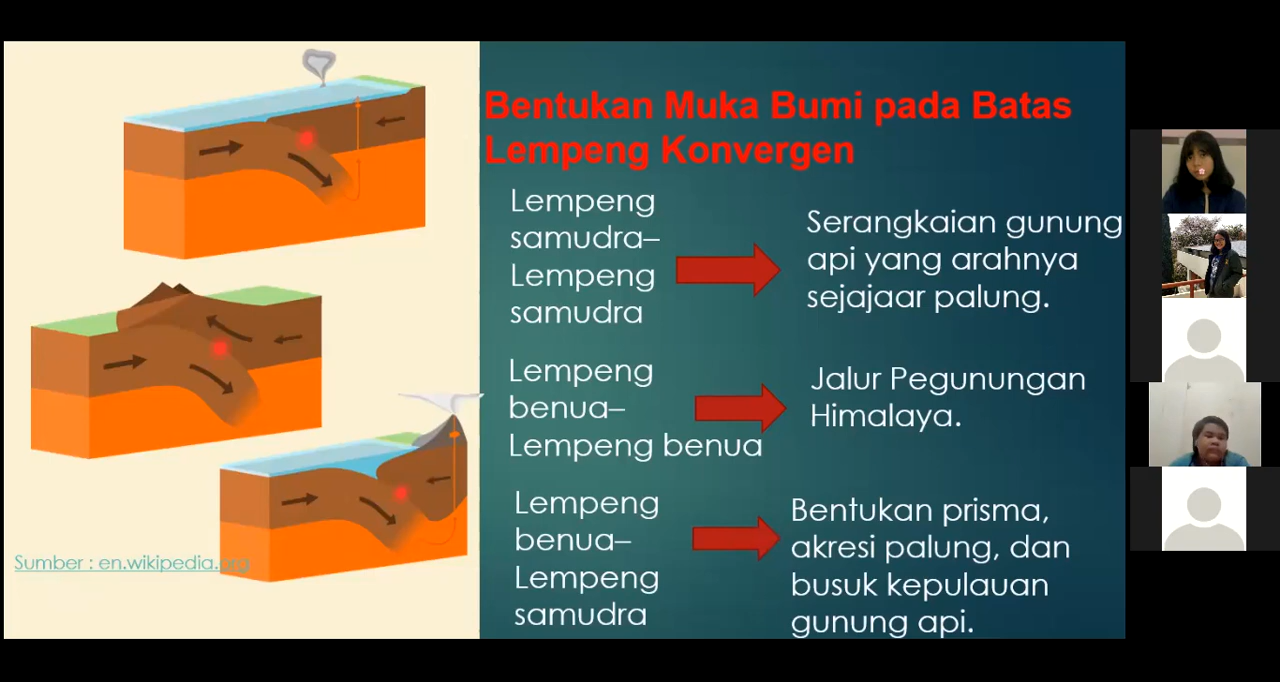 Bentukan Muka Bumi pada Batas
Lempeng Konvergen
Lempeng
samudra–
Lempeng
samudra
Serangkaian gunung
api yang arahnya
sejajaar palung.
Lempeng
benua–
Lempeng benua
Jalur Pegunungan
Himalaya.
Lempeng
benua–
Lempeng
samudra
Bentukan prisma,
akresi palung, dan
busuk kepulauan
gunung api.
Sumber : en.wikipedia.org